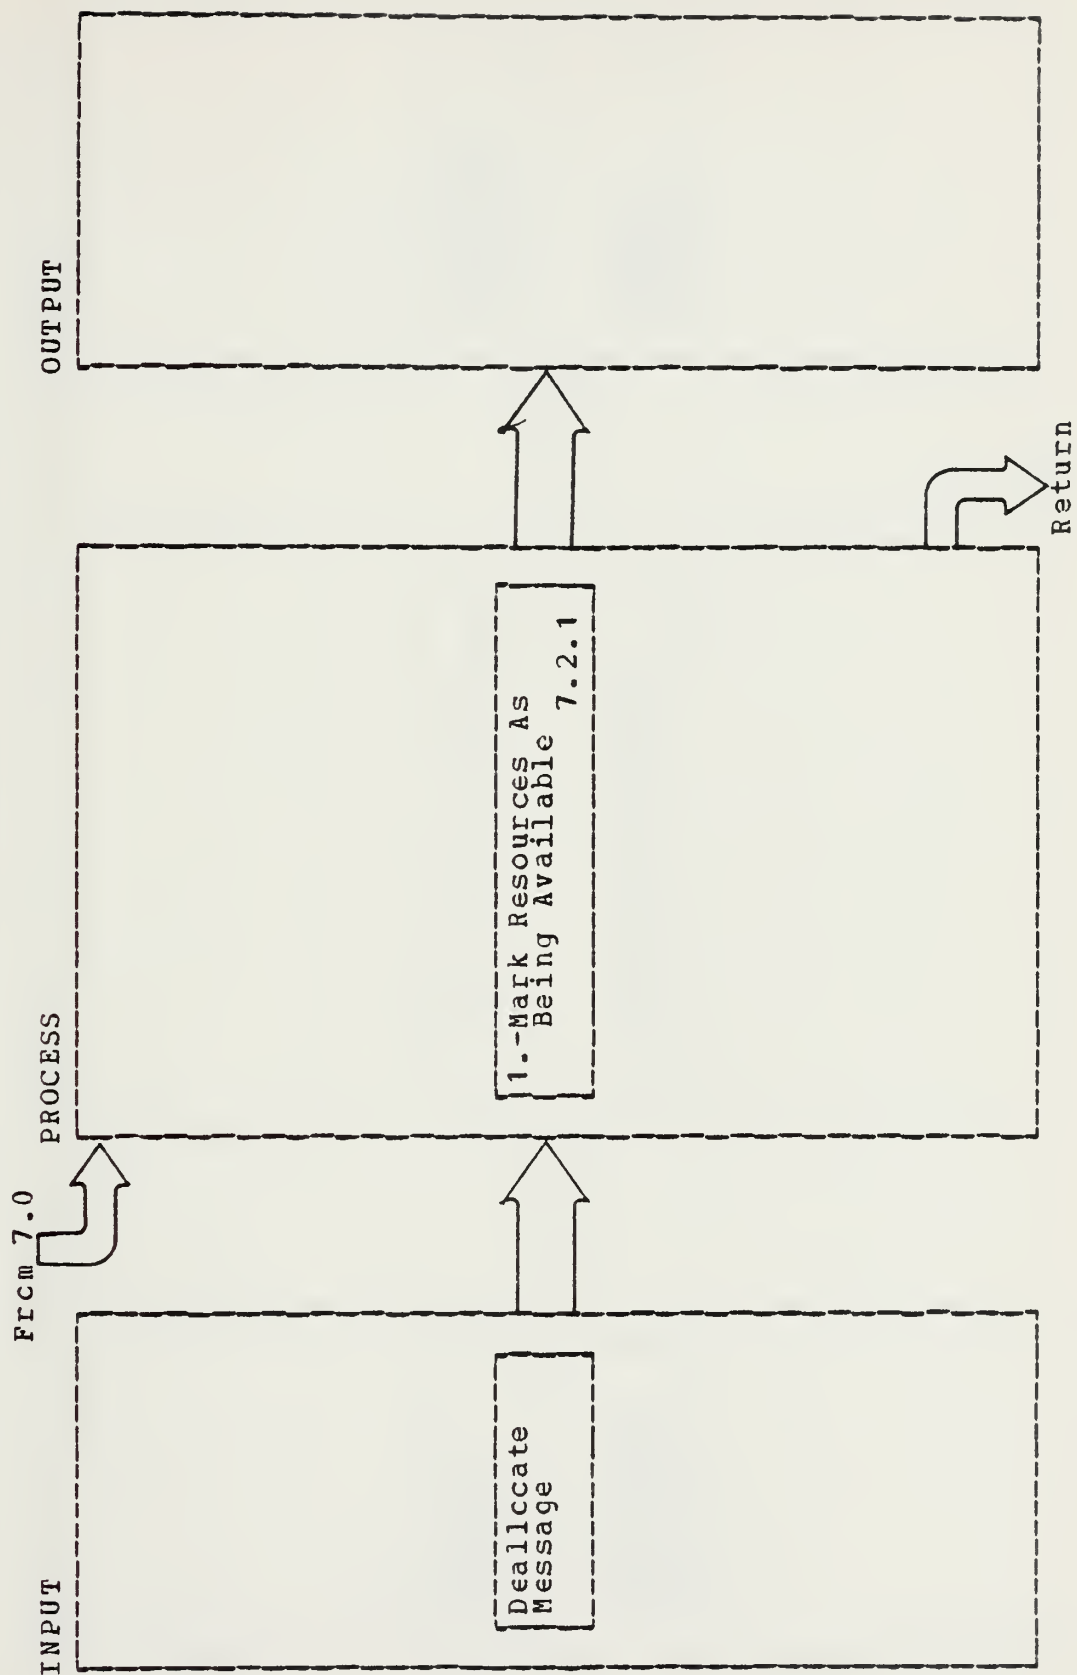 Frcm 7.0
INPUT
PROCESS
OUTPUT
Deallccate
Message
1.-Mark Resources As
Being Available
7.2.1
Return